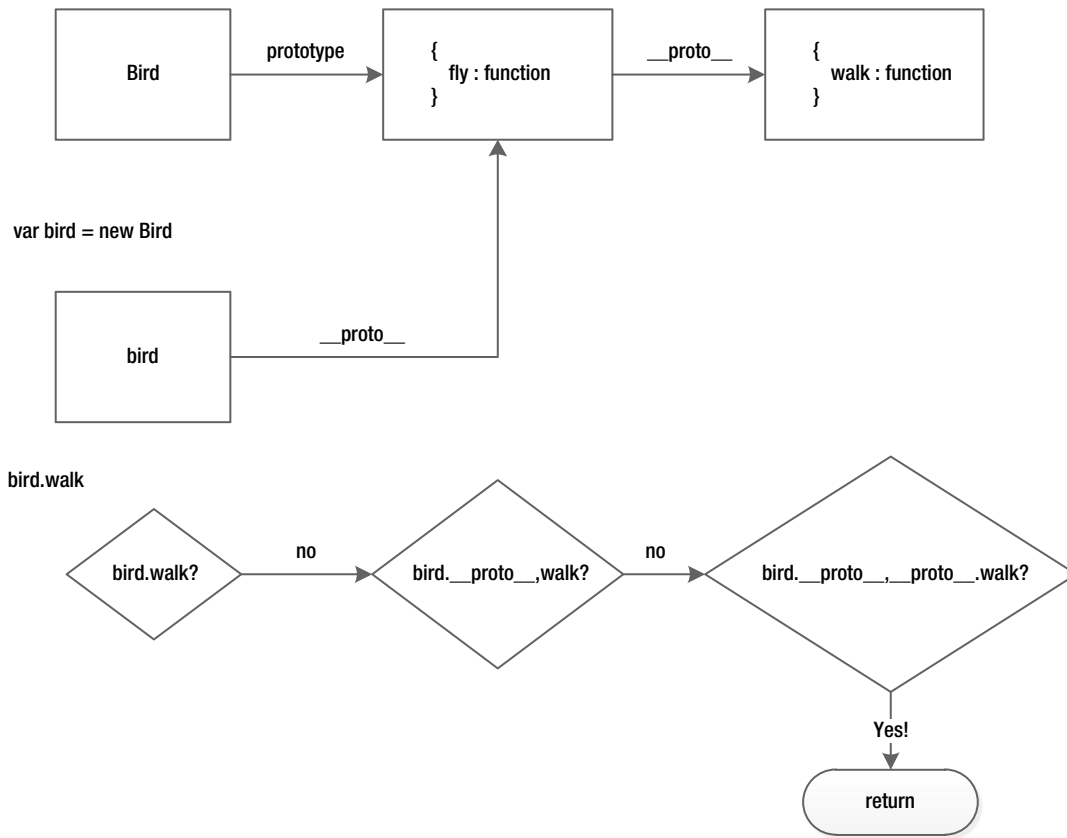 Bird
prototype
{
fly : function
}
__proto__
{
walk : function
}
var bird = new Bird
bird
__proto__
bird.walk
bird.walk?
no
bird.__proto__,walk?
no
bird.__proto__,__proto__.walk?
Yes!
return